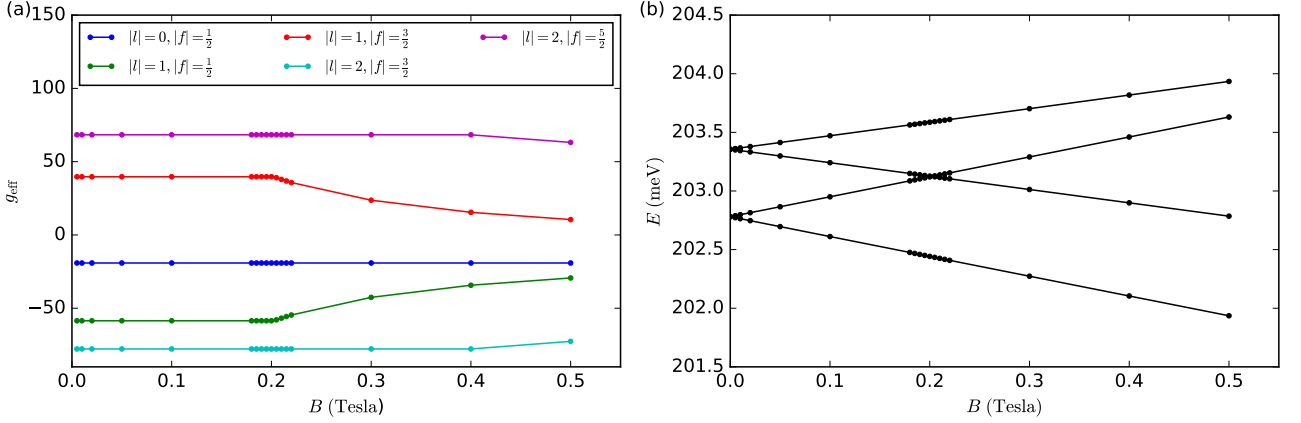 (a)
150
100
50
0
−50
g_eff
|l| = 0, |f| = 1/2
|l| = 1, |f| = 3/2
|l| = 2, |f| = 5/2
|l| = 1, |f| = 1/2
|l| = 2, |f| = 3/2
0.0 0.1 0.2 0.3 0.4 0.5
B (Tesla)
(b)
204.5
204.0
203.5
203.0
202.5
202.0
201.5
E (meV)
0.0 0.1 0.2 0.3 0.4 0.5
B (Tesla)